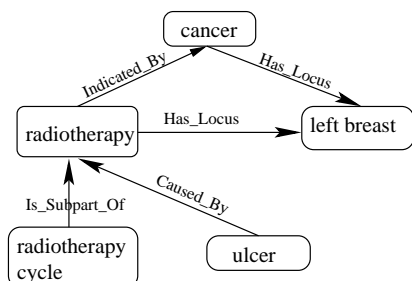 cancer
Indicated_By
Has_Locus
radiotherapy
Has_Locus
left breast
Is_Subpart_Of
Caused_By
radiotherapy
cycle
ulcer